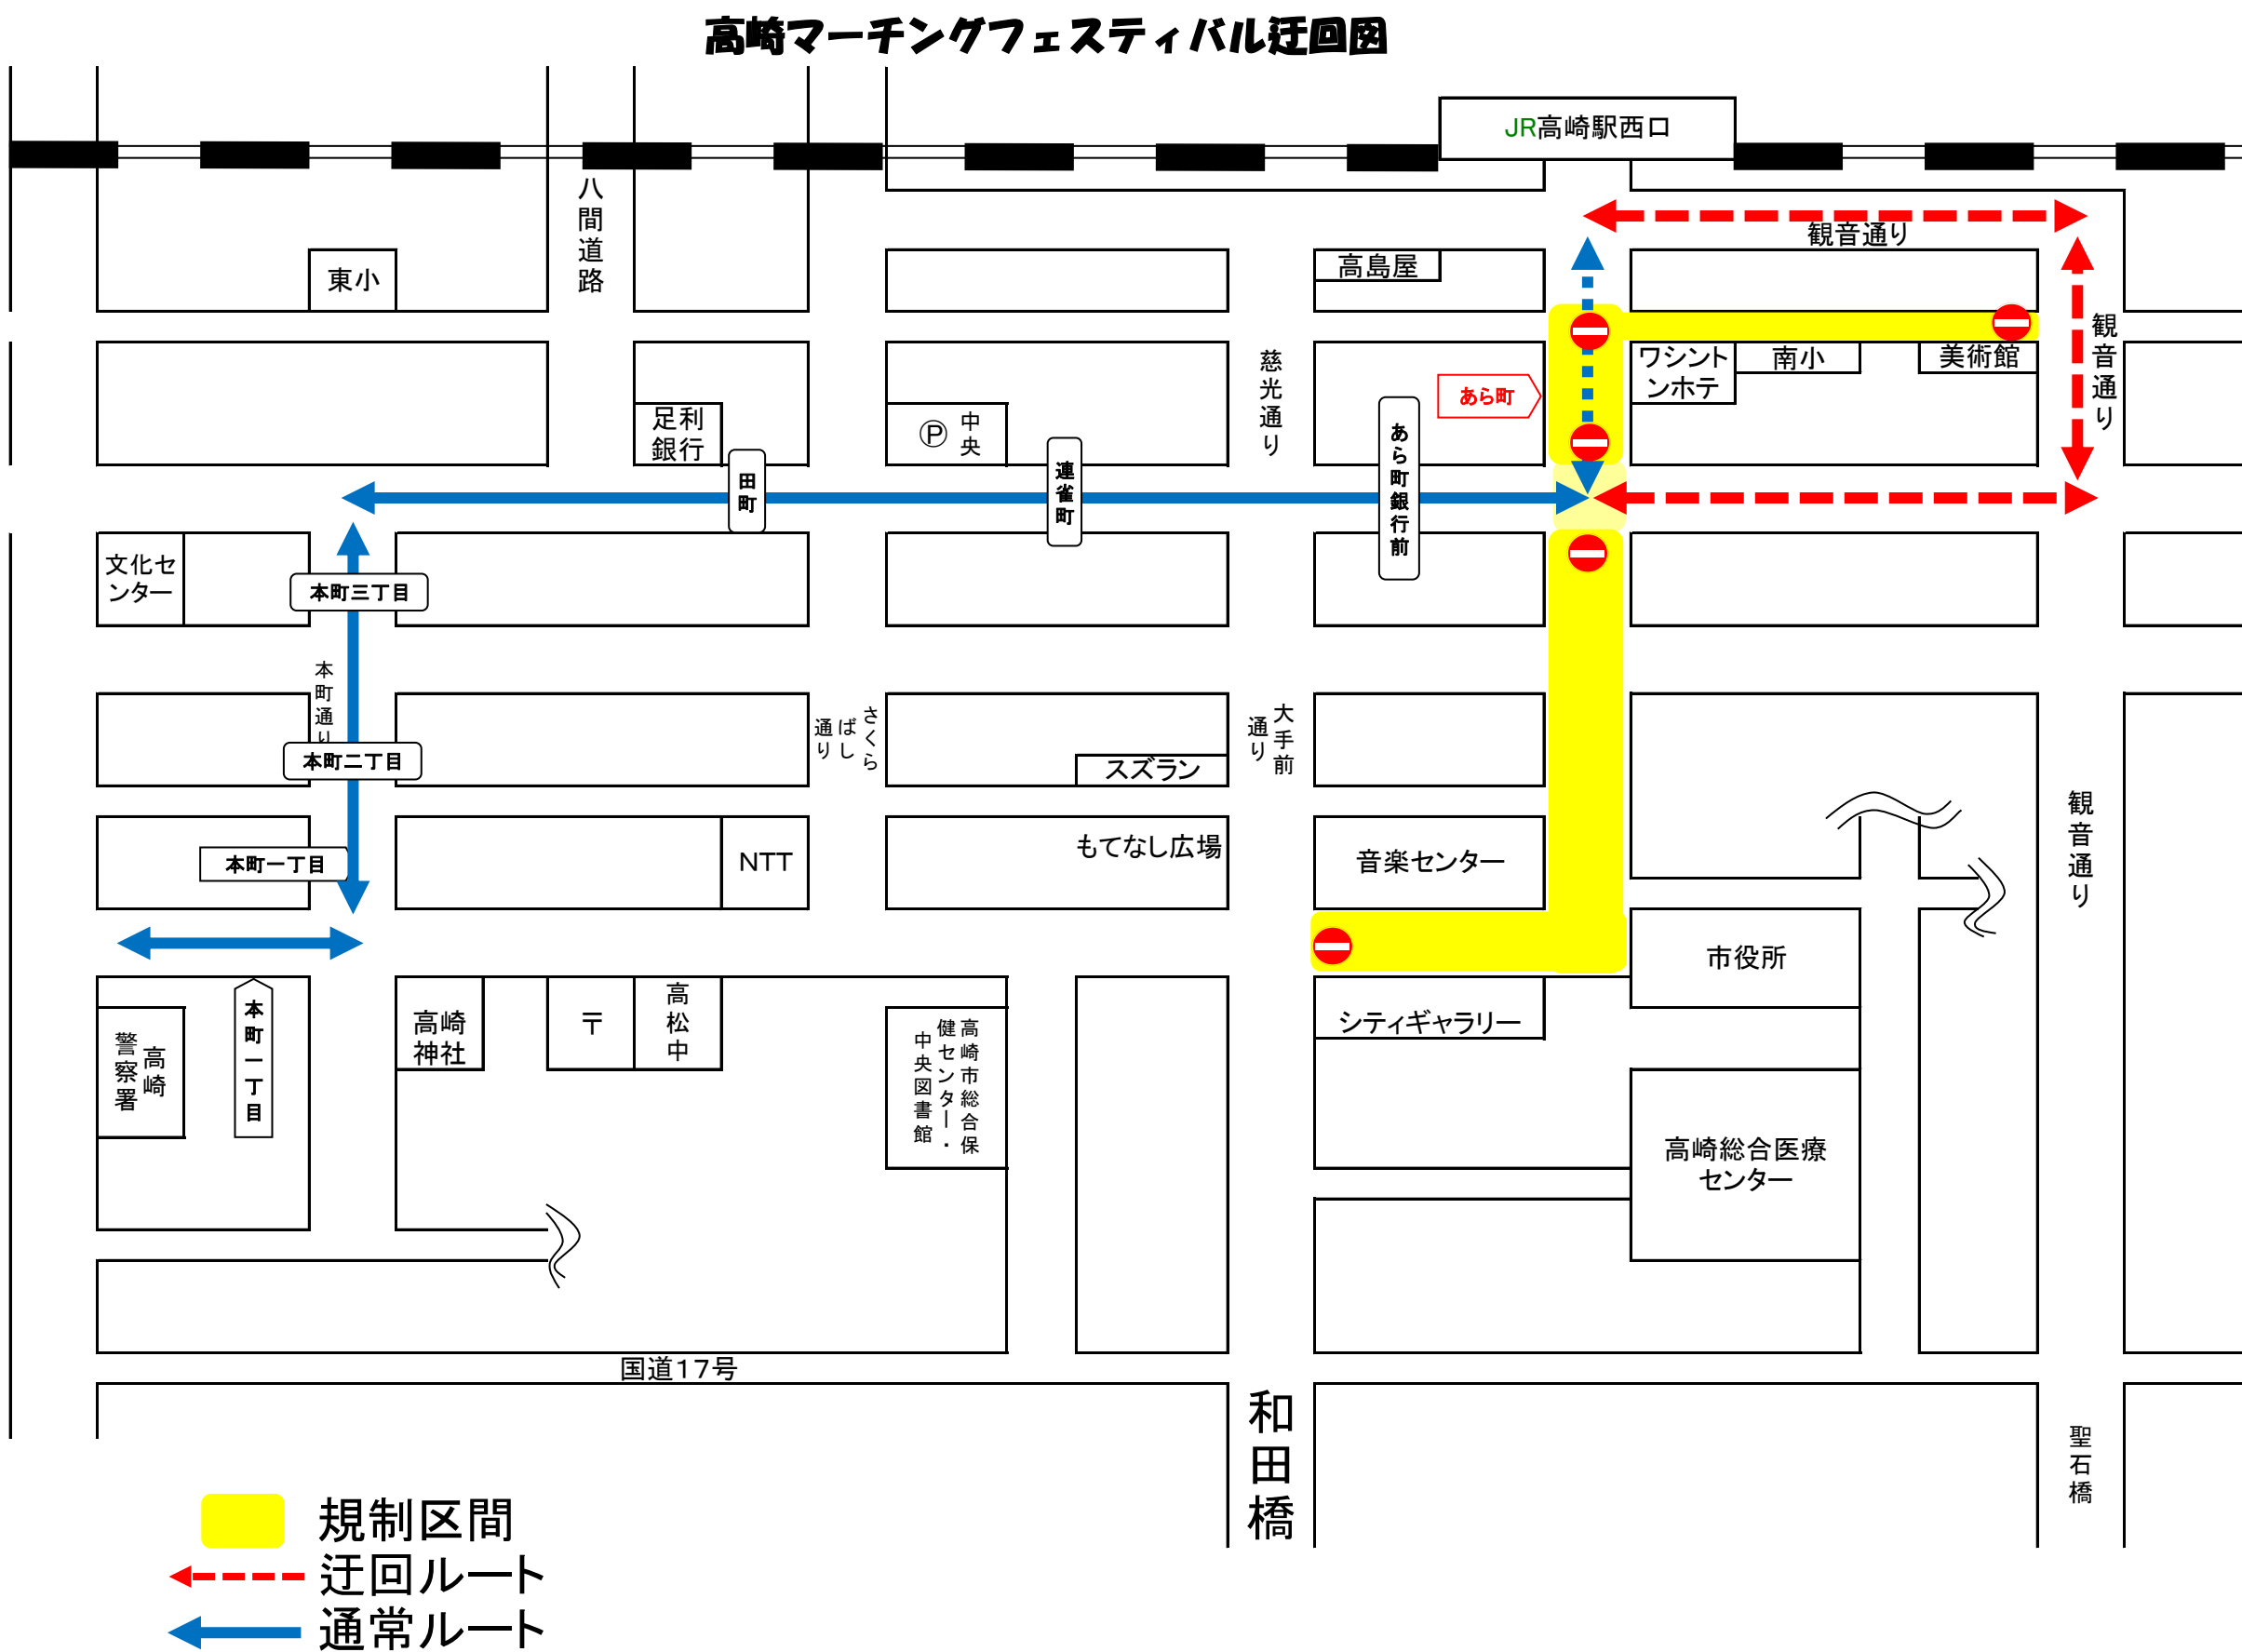 高崎マーチングフェスティバル迂回図
JR高崎駅西口
八間道路
観音通り
東小
高島屋
観音通り
慈光通り
ワシント
ンホテ
南小
美術館
あら町
足利
銀行
Ⓟ
中央
田町
連雀町
あら町銀行前
文化セ
ンター
本町三丁目
本町通り
本町二丁目
さくら
ばし
通り
大手前
通り
スズラン
観音通り
本町一丁目
NTT
もてなし広場
音楽センター
市役所
本町一丁目
高崎
警察署
高崎
神社
〒
高松中
高崎市総合保
健センター・
中央図書館
シティギャラリー
高崎総合医療
センター
国道17号
和田橋
聖石橋
規制区間
迂回ルート
通常ルート